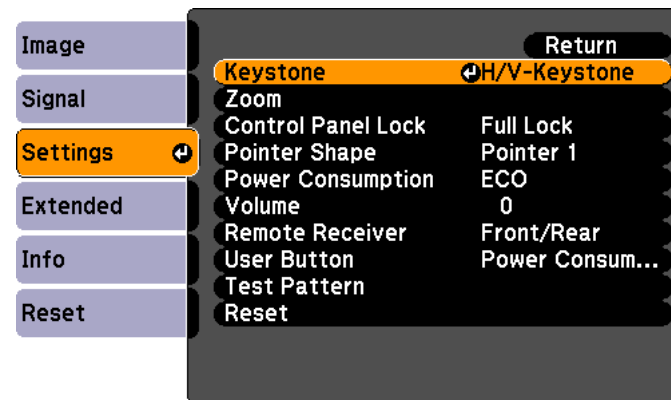 Image
Signal
Settings
Extended
Info
Reset
Return
Keystone H/V-Keystone
Zoom
Control Panel Lock Full Lock
Pointer Shape Pointer 1
Power Consumption ECO
Volume 0
Remote Receiver Front/Rear
User Button Power Consum...
Test Pattern
Reset